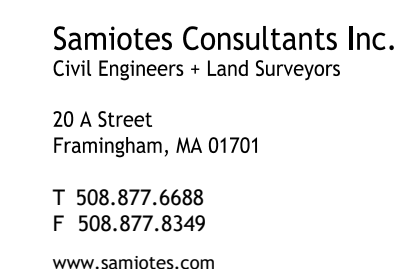 Samiotes Consultants Inc.
Civil Engineers + Land Surveyors
20 A Street
Framingham, MA 01701
T 508.877.6688
F 508.877.8349
www.samiotes.com